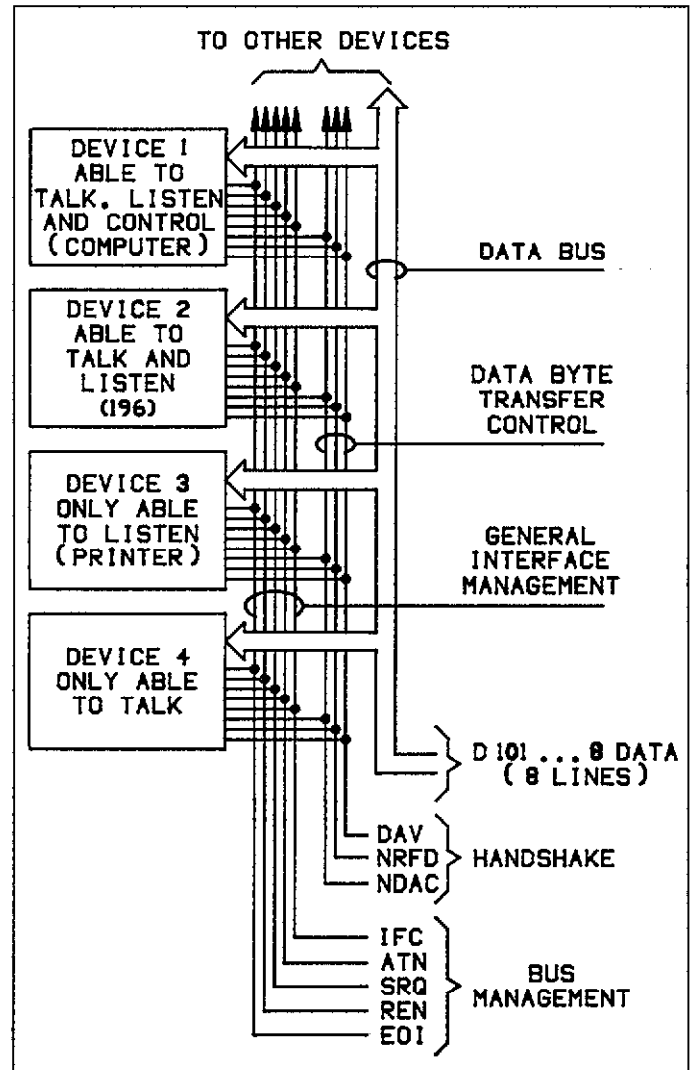 TO OTHER DEVICES
DEVICE 1
ABLE TO
TALK, LISTEN
AND CONTROL
(COMPUTER)
DATA BUS
DEVICE 2
ABLE TO
TALK AND
LISTEN
(196)
DATA BYTE
TRANSFER
CONTROL
DEVICE 3
ONLY ABLE
TO LISTEN
(PRINTER)
GENERAL
INTERFACE
MANAGEMENT
DEVICE 4
ONLY ABLE
TO TALK
D101 ... 8 DATA
(8 LINES)
DAV
NRFD
NDAC
HANDSHAKE
IFC
ATN
SRQ
REN
EOI
BUS
MANAGEMENT